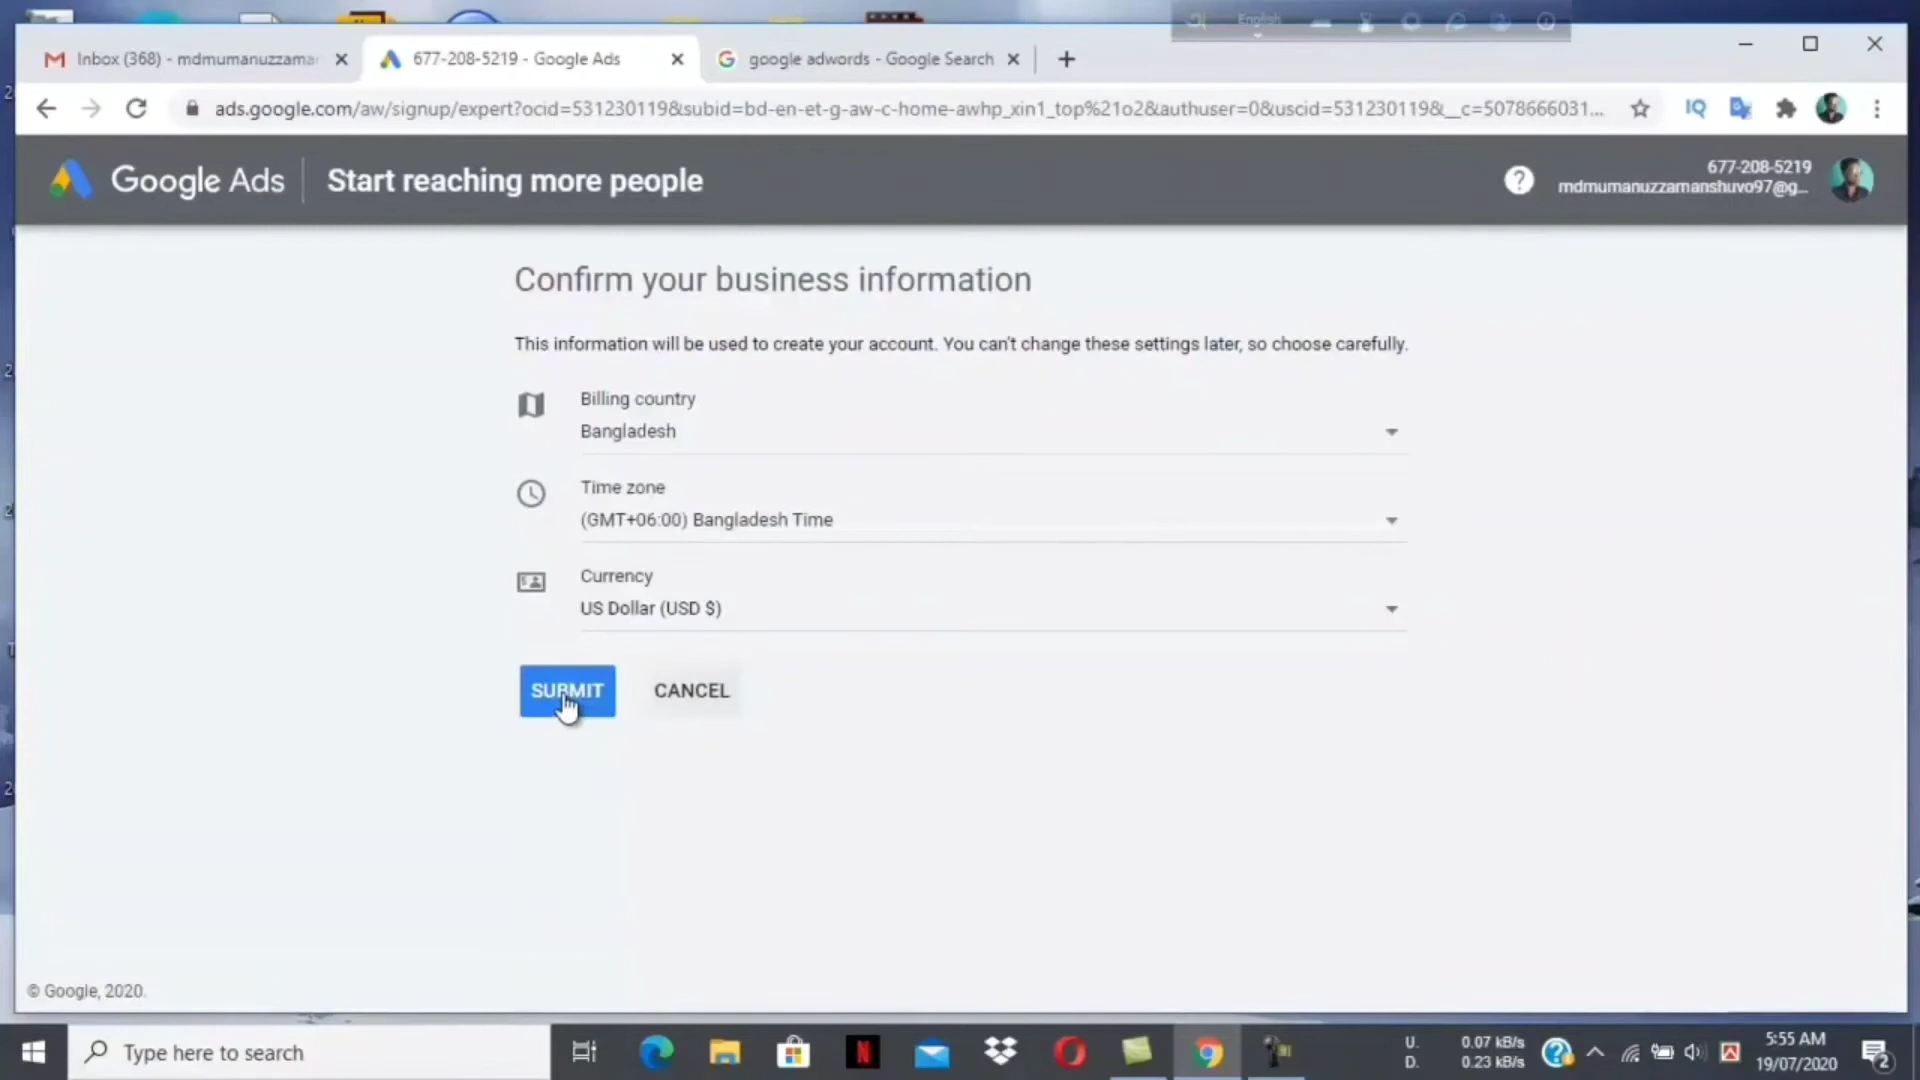 English
Inbox (368) - mdmumanuzzama
677-208-5219 - Google Ads
google adwords - Google Search
ads.google.com/aw/signup/expert?ocid=531230119&subid=bd-en-et-g-aw-c-home-awhp_xin1_top%21o2&authuser=0&uscid=531230119&__c=5078666031...
Google Ads
Start reaching more people
677-208-5219
mdmumanuzzamanshuvo97@g...
Confirm your business information
This information will be used to create your account. You can't change these settings later, so choose carefully.
Billing country
Bangladesh
Time zone
(GMT+06:00) Bangladesh Time
Currency
US Dollar (USD $)
SUBMIT
CANCEL
© Google, 2020.
Type here to search
U. 0.07 kB/s
D. 0.23 kB/s
5:55 AM
19/07/2020
2